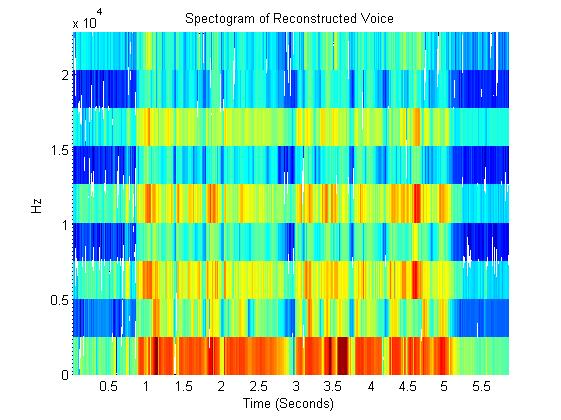 Spectogram of Reconstructed Voice
x 10^4
2
1.5
1
0.5
0
Hz
0.5 1 1.5 2 2.5 3 3.5 4 4.5 5 5.5
Time (Seconds)